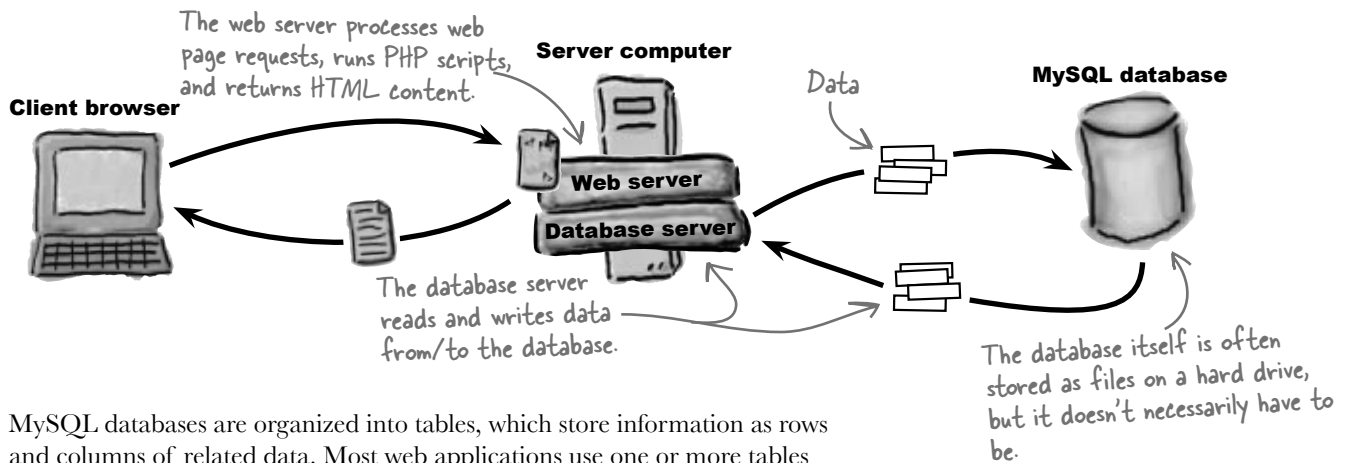 The web server processes web
page requests, runs PHP scripts,
and returns HTML content.
Server computer
Client browser
Data
MySQL database
Web server
Database server
The database server
reads and writes data
from/to the database.
The database itself is often
stored as files on a hard drive,
but it doesn't necessarily have to
be.
MySQL databases are organized into tables, which store information as rows
and columns of related data. Most web applications use one or more tables